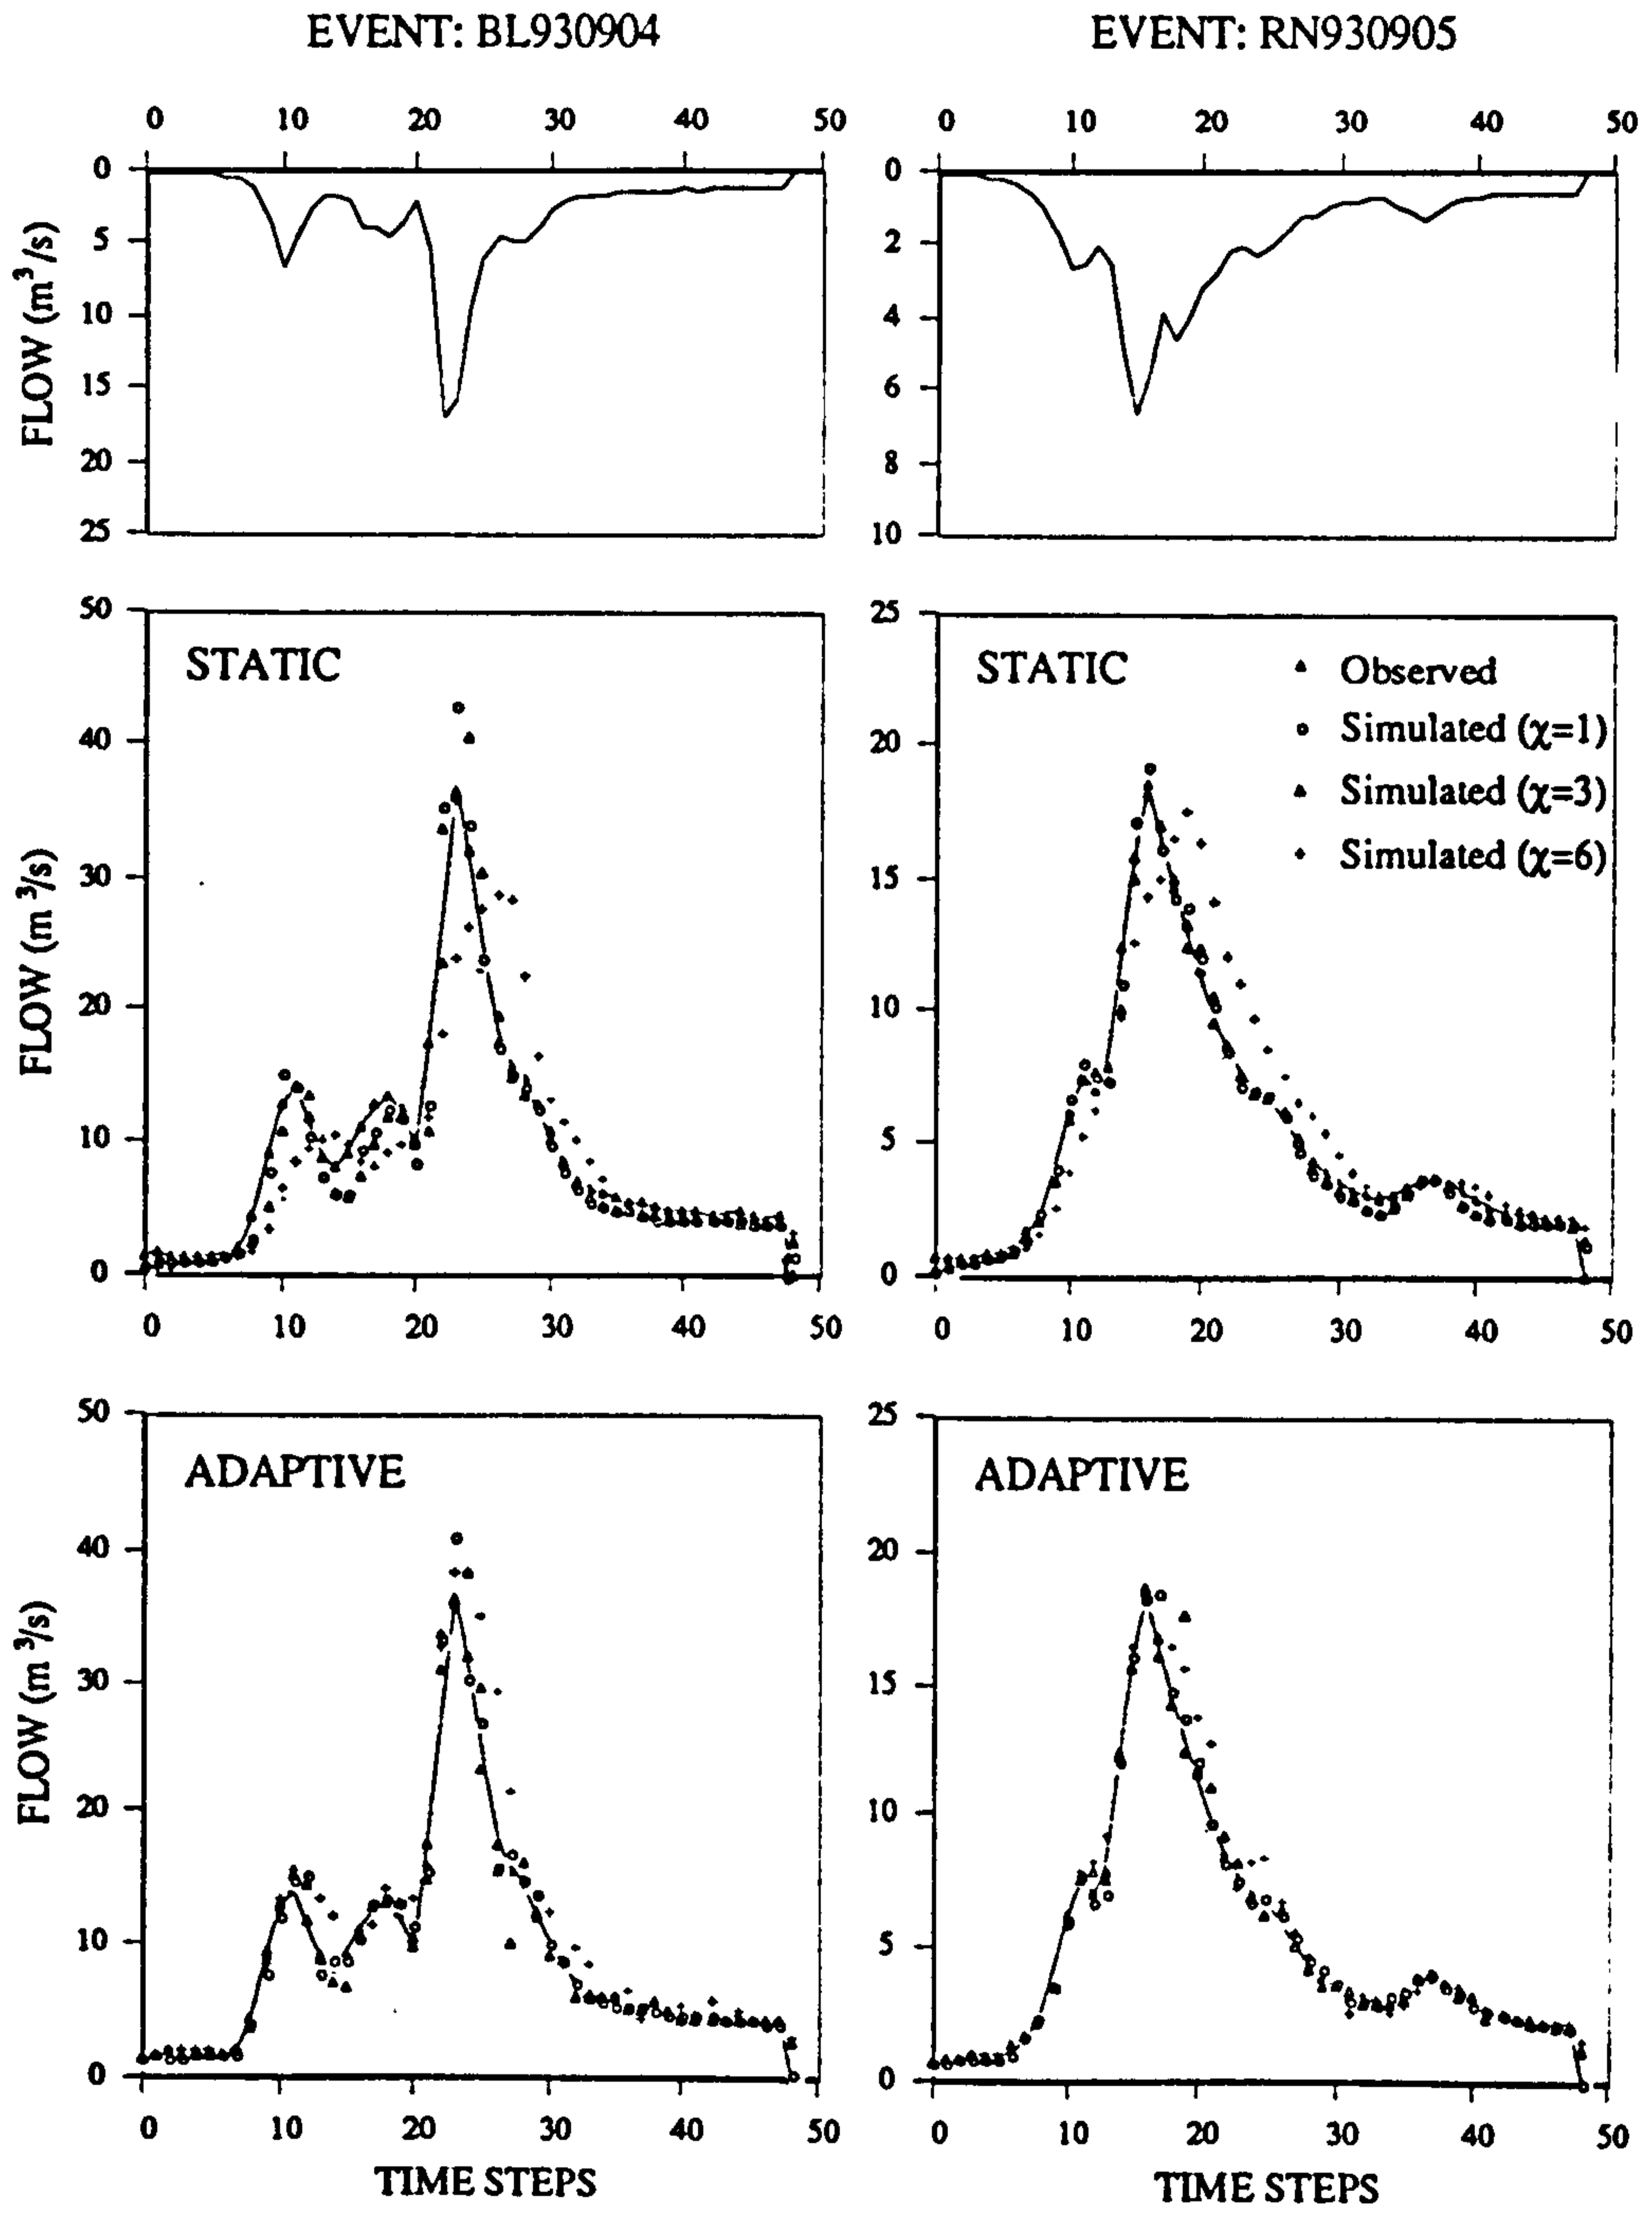 EVENT: BL930904
EVENT: RN930905
0 10 20 30 40 50
0 10 20 30 40 50
FLOW (m³/s)
0
5
10
15
20
25
0
2
4
6
8
10
STATIC
FLOW (m³/s)
50
40
30
20
10
0
0 10 20 30 40 50
STATIC
Observed
Simulated (χ=1)
Simulated (χ=3)
Simulated (χ=6)
25
20
15
10
5
0
0 10 20 30 40 50
ADAPTIVE
FLOW (m³/s)
50
40
30
20
10
0
0 10 20 30 40 50
TIME STEPS
ADAPTIVE
25
20
15
10
5
0
0 10 20 30 40 50
TIME STEPS